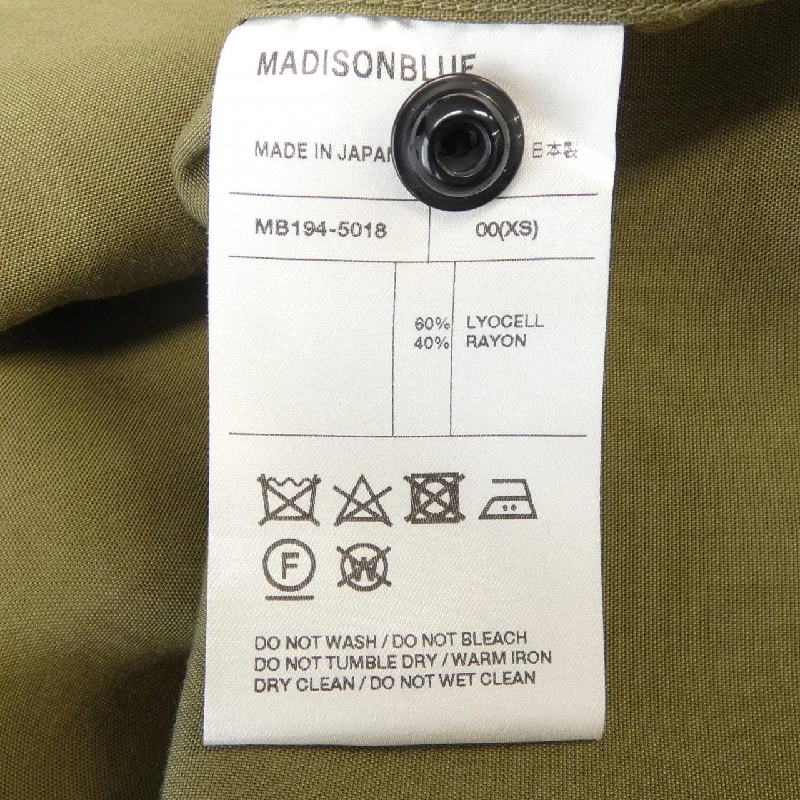 MADISONBLUE
MADE IN JAPAN 日本製
MB194-5018 00(XS)
60% LYOCELL
40% RAYON
F W
DO NOT WASH / DO NOT BLEACH
DO NOT TUMBLE DRY / WARM IRON
DRY CLEAN / DO NOT WET CLEAN